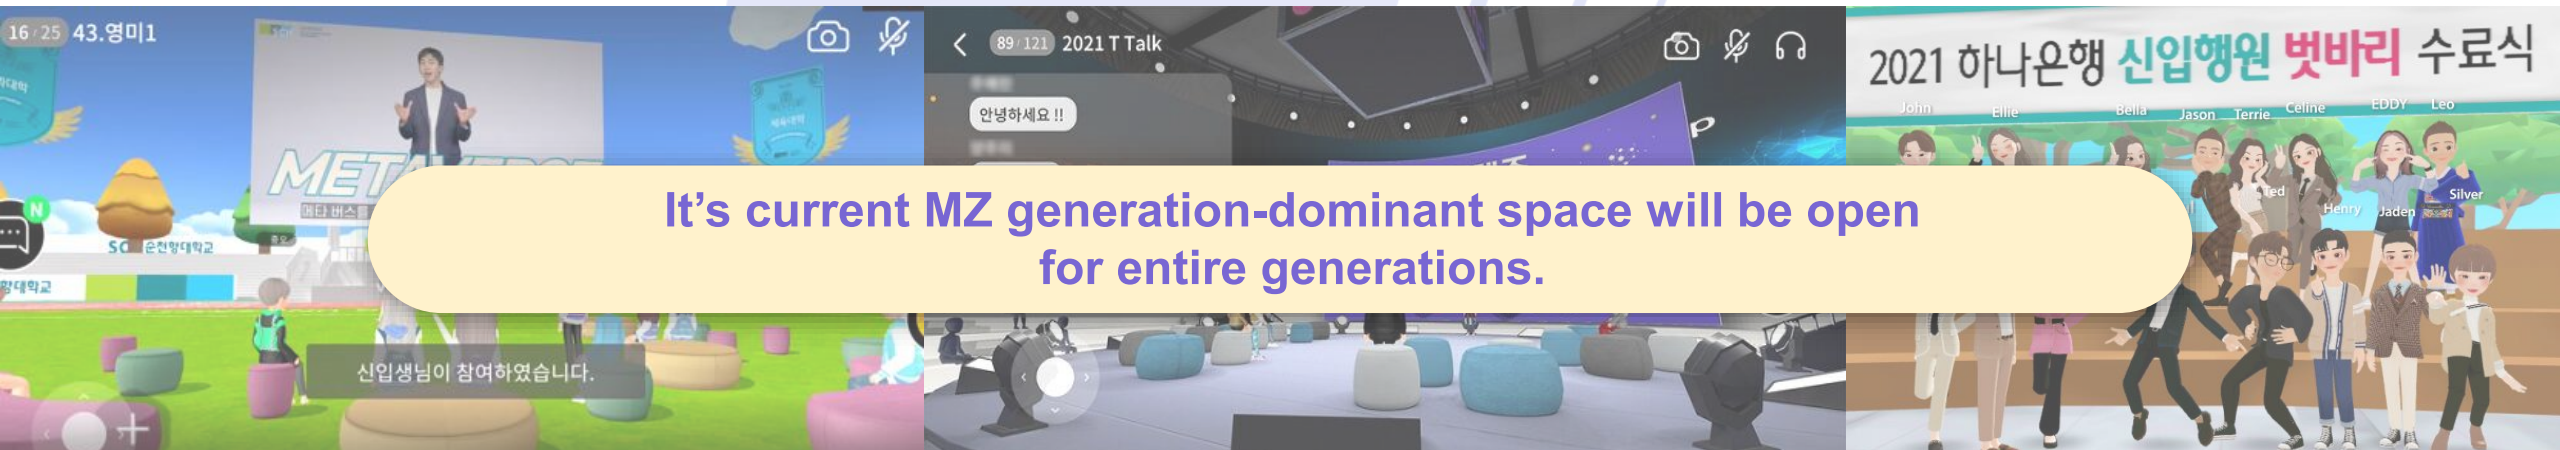 16/25 43.영미1
SCH
META
메타 버스를
SC 순천향대학교
향대학교
N
신입생님이 참여하였습니다.
89/121 2021 T Talk
안녕하세요 !!
2021 하나은행 신입행원 벗바리 수료식
John Ellie Bella Jason Terrie Celine EDDY Leo
Ted Henry Jaden Silver
It’s current MZ generation-dominant space will be open
for entire generations.